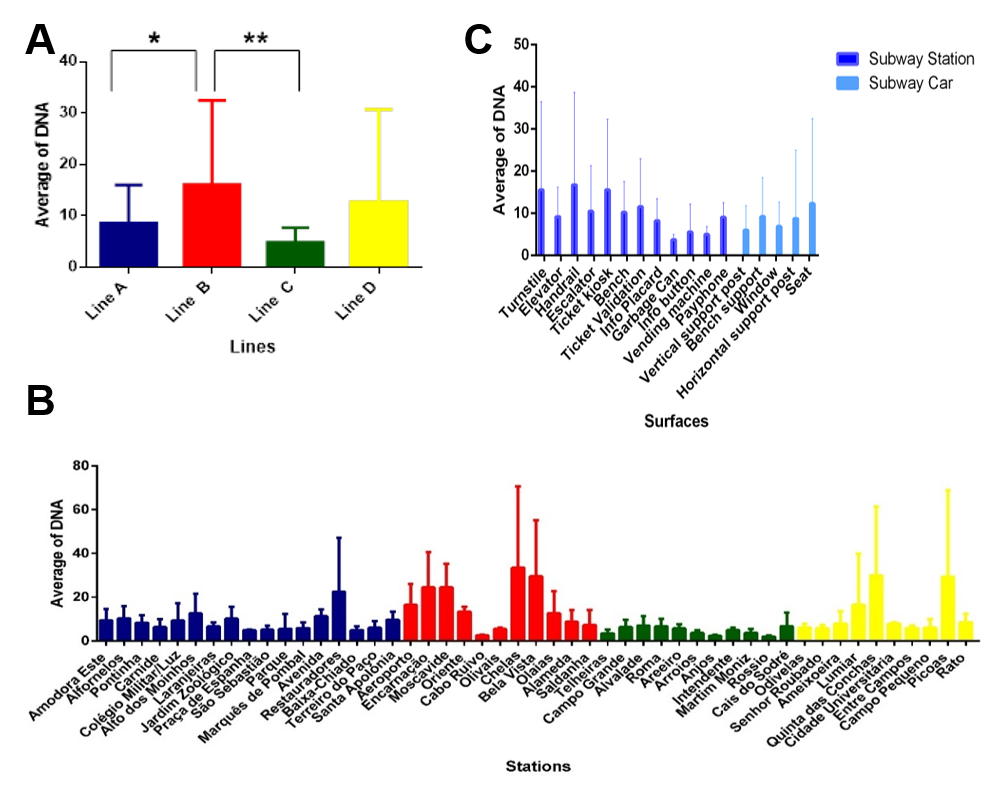 A
*
**
40
30
20
10
0
Average of DNA
Line A
Line B
Line C
Line D
Lines
C
50
40
30
20
10
0
Average of DNA
Subway Station
Subway Car
Turnstile
Elevator
Handrail
Escalator
Ticket kiosk
Bench
Ticket Validation
Info Placard
Garbage Can
Info button
Vending machine
Payphone
Vertical support post
Bench support
Window
Horizontal support post
Seat
Surfaces
B
80
60
40
20
0
Average of DNA
Amodora Este
Alfornelos
Pontinha
Carnide
Colégio Militar/Luz
Alto dos Moinhos
Laranjeiras
Jardim Zoológico
Praça de Espanha
São Sebastião
Parque
Marquês de Pombal
Avenida
Restauradores
Baixa-Chiado
Terreiro do Paço
Santa Apolónia
Aeroporto
Encarnação
Moscavide
Oriente
Cabo Ruivo
Olivais
Chelas
Bela Vista
Olaias
Alameda
Saldanha
Telheiras
Campo Grande
Alvalade
Roma
Areeiro
Arroios
Anjos
Intendente
Martim Moniz
Rossio
Cais do Sodré
Odivelas
Senhor Roubado
Ameixoeira
Lumiar
Quinta das Conchas
Cidade Universitária
Entre Campos
Campo Pequeno
Picoas
Rato
Stations